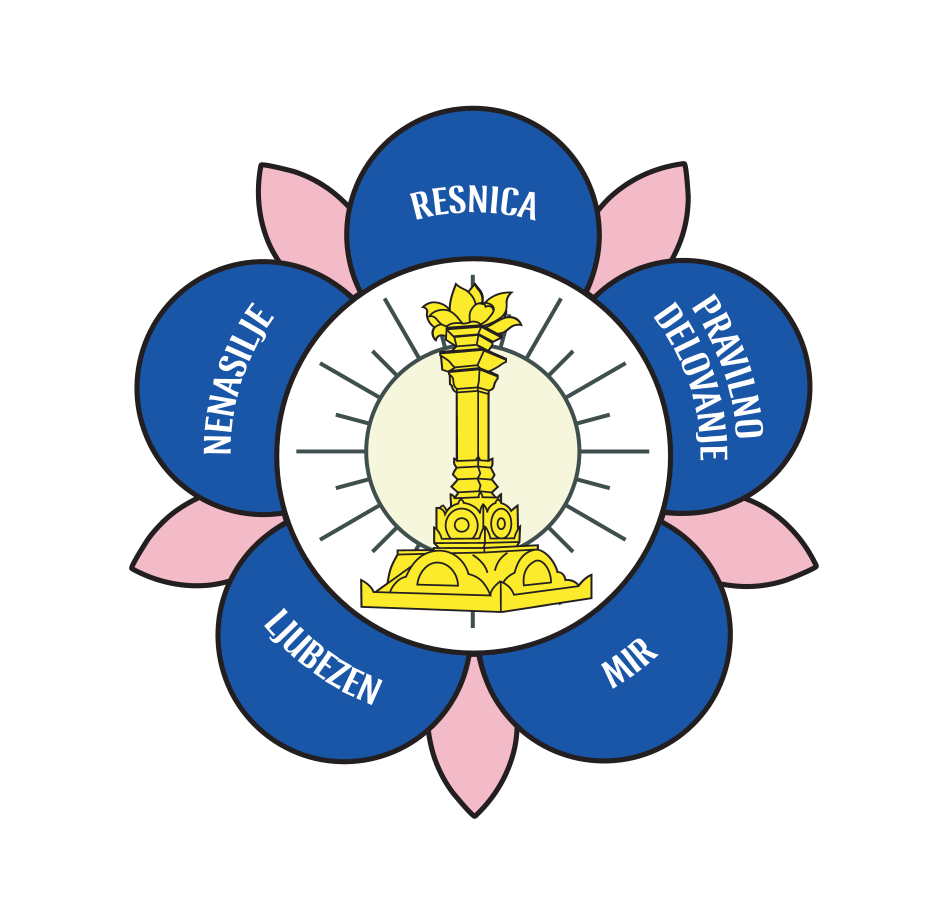 RESNICA
PRAVILNO
DELOVANJE
MIR
LJUBEZEN
NENASILJE